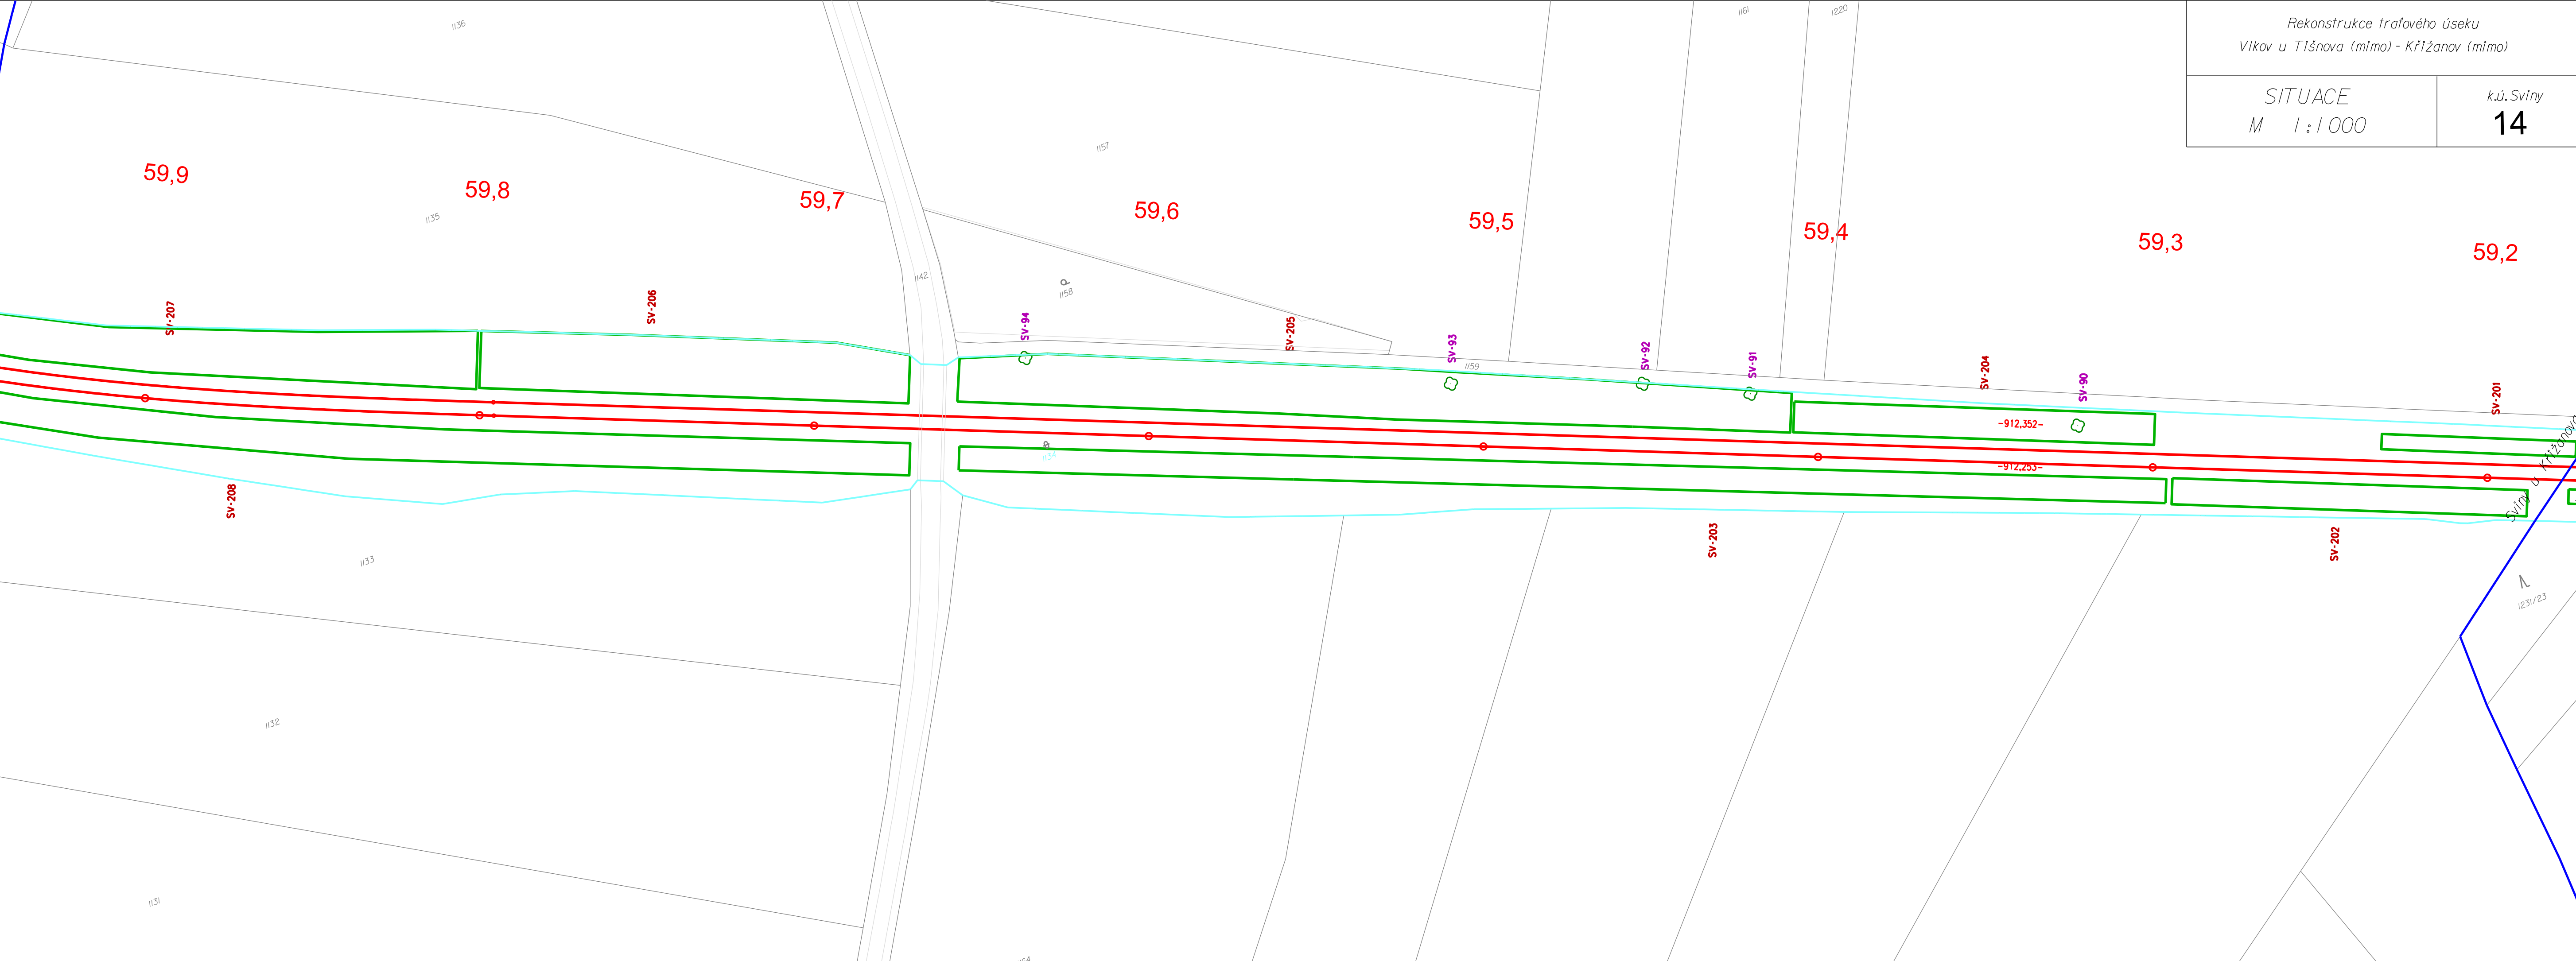 1136
1161
1220
Rekonstrukce traťového úseku
Vlkov u Tišnova (mimo) - Křižanov (mimo)
SITUACE
M 1:1 000
k.ú. Sviny
14
1157
59,9
59,8
59,7
59,6
59,5
59,4
59,3
59,2
1135
1142
1158
SV-207
SV-206
SV-94
SV-205
SV-93
1159
SV-92
SV-91
SV-204
SV-90
SV-201
-912,352-
-912,253-
Sviny u Křižanova
SV-208
SV-203
SV-202
1133
1231/23
1132
1131